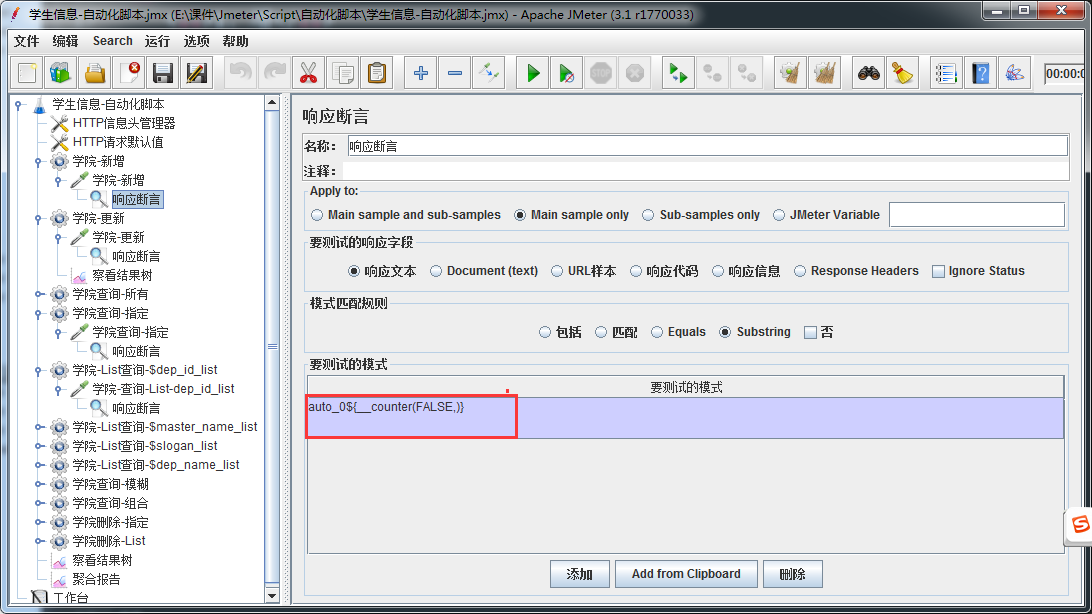 学生信息-自动化脚本.jmx (E:\课件\Jmeter\Script\自动化脚本\学生信息-自动化脚本.jmx) - Apache JMeter (3.1 r1770033)
文件 编辑 Search 运行 选项 帮助
STOP
00:00:0
学生信息-自动化脚本
HTTP信息头管理器
HTTP请求默认值
学院-新增
学院-新增
响应断言
学院-更新
学院-更新
响应断言
察看结果树
学院查询-所有
学院查询-指定
学院查询-指定
响应断言
学院-List查询-$dep_id_list
学院-查询-List-dep_id_list
响应断言
学院-List查询-$master_name_list
学院-List查询-$slogan_list
学院-List查询-$dep_name_list
学院查询-模糊
学院查询-组合
学院删除-指定
学院删除-List
察看结果树
聚合报告
工作台
响应断言
名称： 响应断言
注释：
Apply to:
Main sample and sub-samples Main sample only Sub-samples only JMeter Variable
要测试的响应字段
响应文本 Document (text) URL样本 响应代码 响应信息 Response Headers Ignore Status
模式匹配规则
包括 匹配 Equals Substring 否
要测试的模式
要测试的模式
auto_0${__counter(FALSE,)}
添加 Add from Clipboard 删除